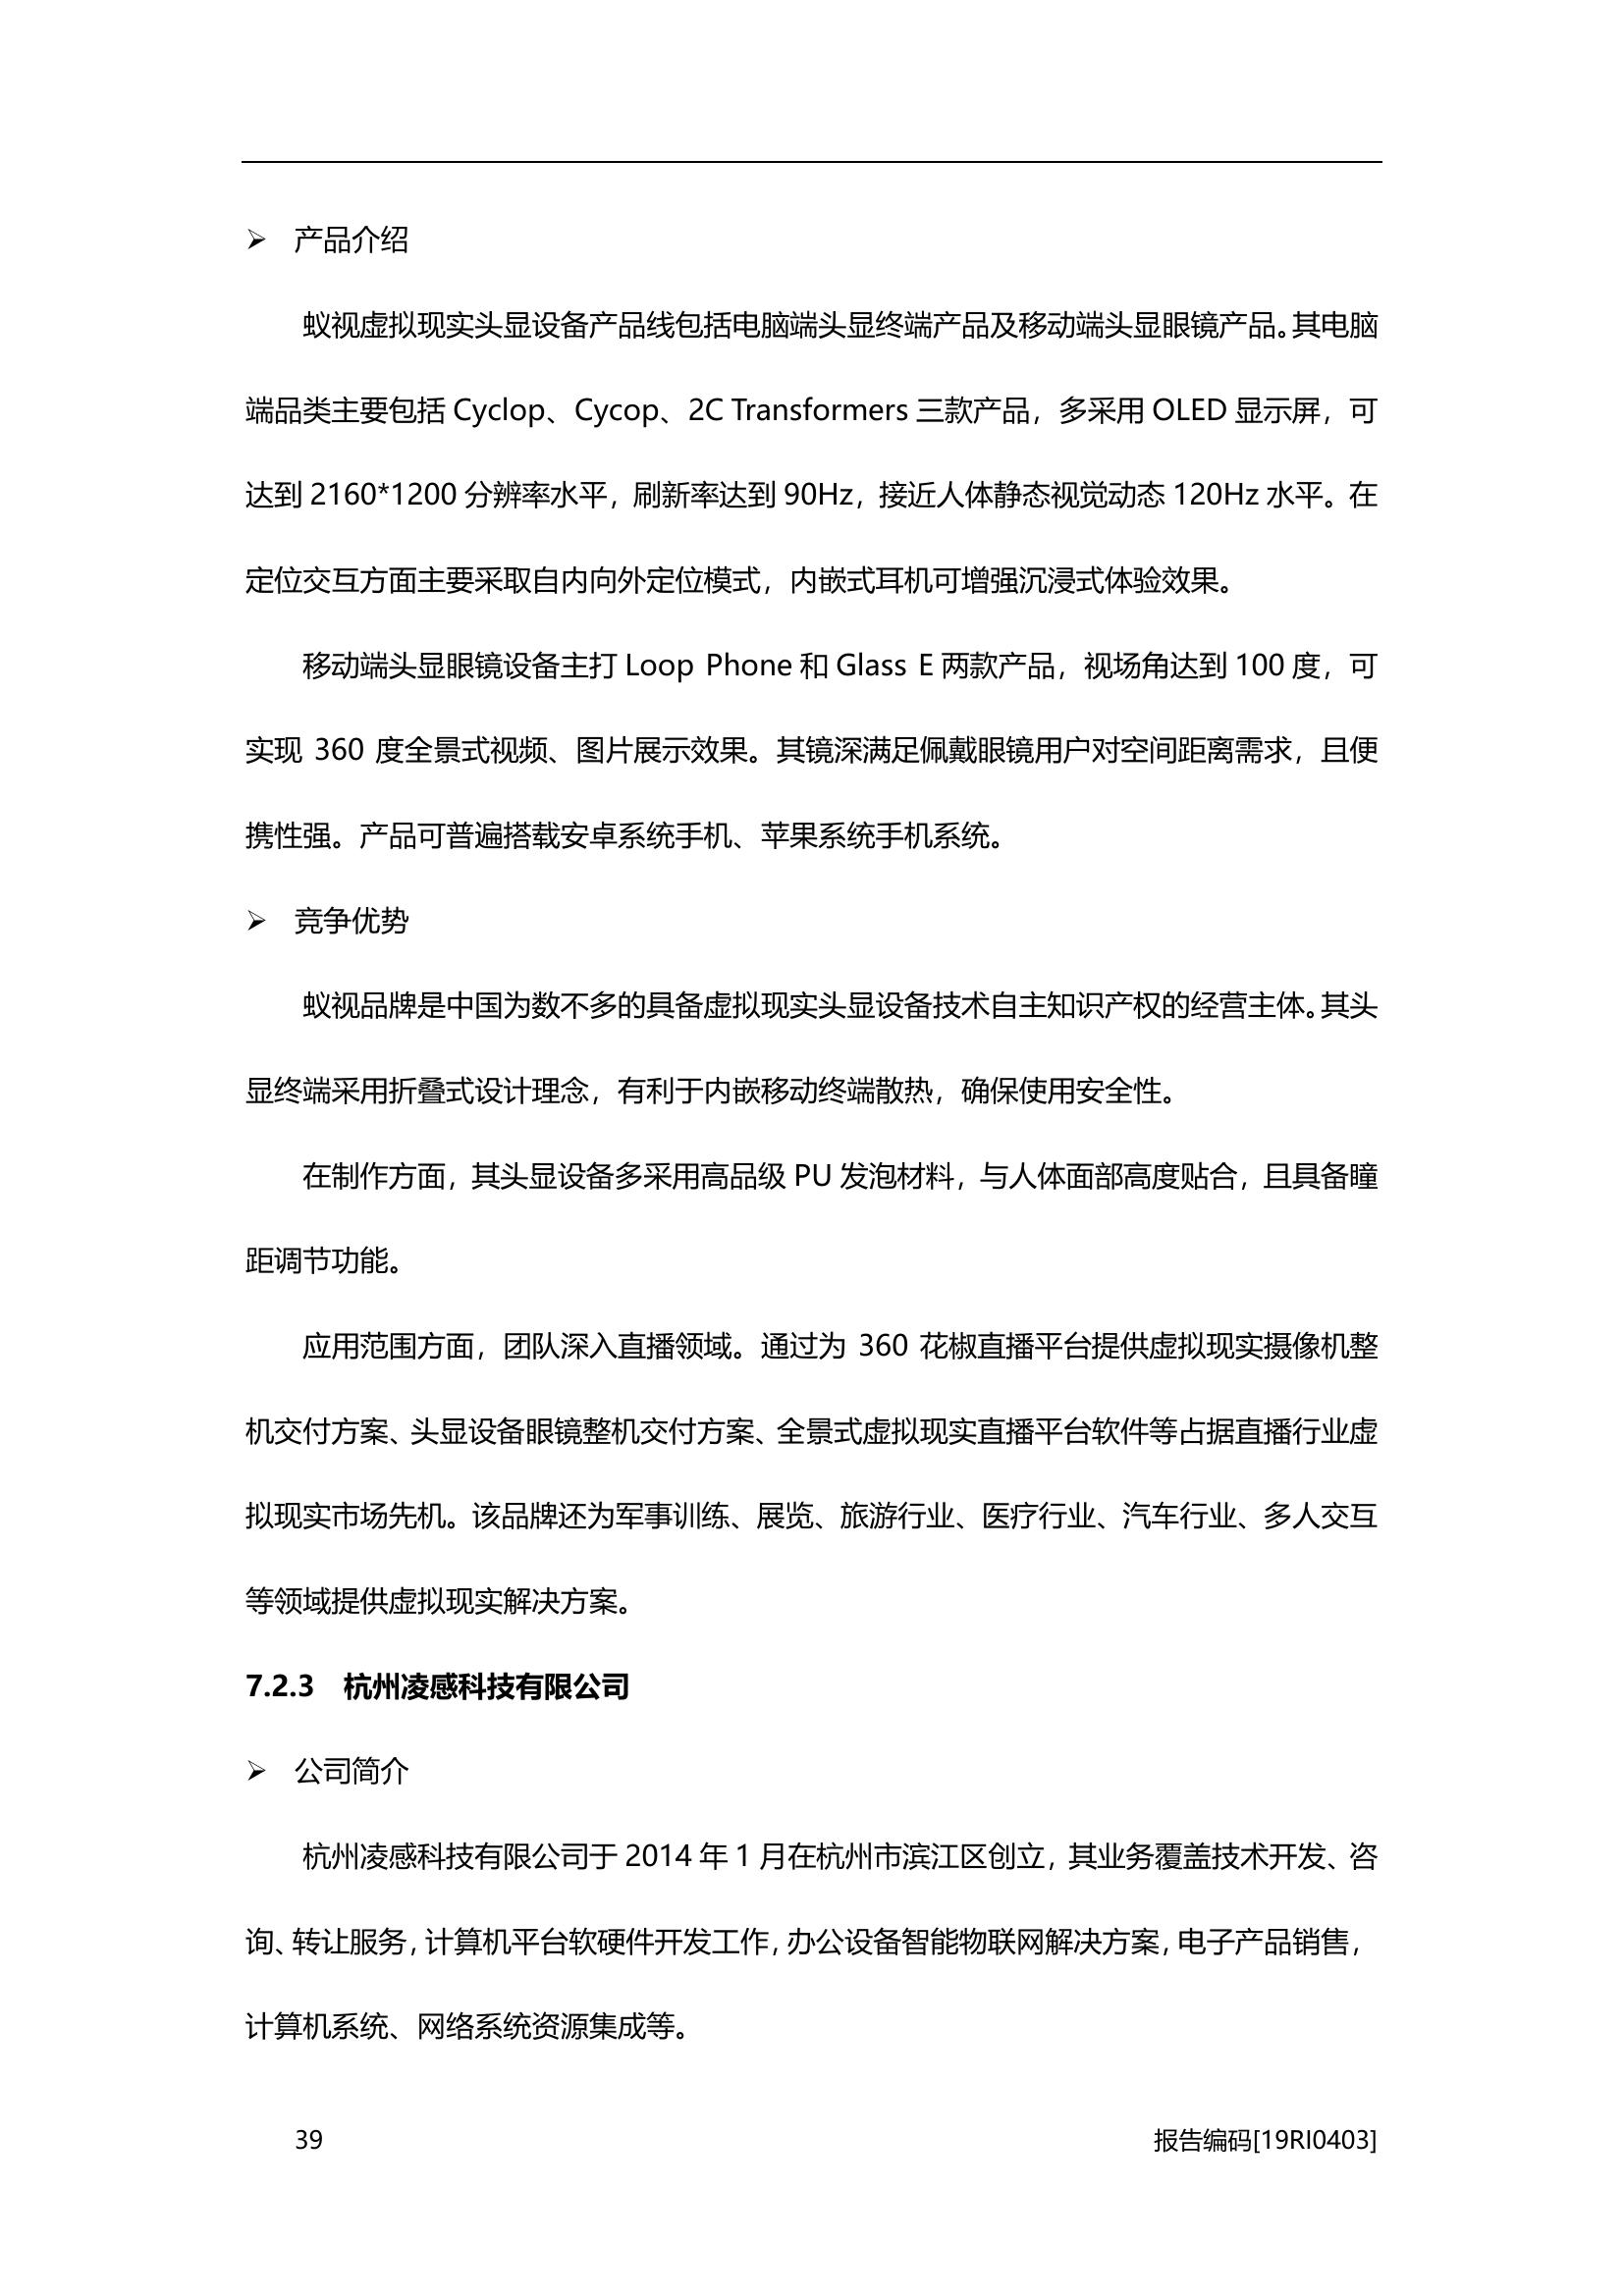 ➢ 产品介绍
蚁视虚拟现实头显设备产品线包括电脑端头显终端产品及移动端头显眼镜产品。其电脑
端品类主要包括 Cyclop、Cycop、2C Transformers 三款产品，多采用 OLED 显示屏，可
达到 2160*1200 分辨率水平，刷新率达到 90Hz，接近人体静态视觉动态 120Hz 水平。在
定位交互方面主要采取自内向外定位模式，内嵌式耳机可增强沉浸式体验效果。
移动端头显眼镜设备主打 Loop Phone 和 Glass E 两款产品，视场角达到 100 度，可
实现 360 度全景式视频、图片展示效果。其镜深满足佩戴眼镜用户对空间距离需求，且便
携性强。产品可普遍搭载安卓系统手机、苹果系统手机系统。
➢ 竞争优势
蚁视品牌是中国为数不多的具备虚拟现实头显设备技术自主知识产权的经营主体。其头
显终端采用折叠式设计理念，有利于内嵌移动终端散热，确保使用安全性。
在制作方面，其头显设备多采用高品级 PU 发泡材料，与人体面部高度贴合，且具备瞳
距调节功能。
应用范围方面，团队深入直播领域。通过为 360 花椒直播平台提供虚拟现实摄像机整
机交付方案、头显设备眼镜整机交付方案、全景式虚拟现实直播平台软件等占据直播行业虚
拟现实市场先机。该品牌还为军事训练、展览、旅游行业、医疗行业、汽车行业、多人交互
等领域提供虚拟现实解决方案。
7.2.3 杭州凌感科技有限公司
➢ 公司简介
杭州凌感科技有限公司于 2014 年 1 月在杭州市滨江区创立，其业务覆盖技术开发、咨
询、转让服务，计算机平台软硬件开发工作，办公设备智能物联网解决方案，电子产品销售，
计算机系统、网络系统资源集成等。
39 报告编码[19RI0403]